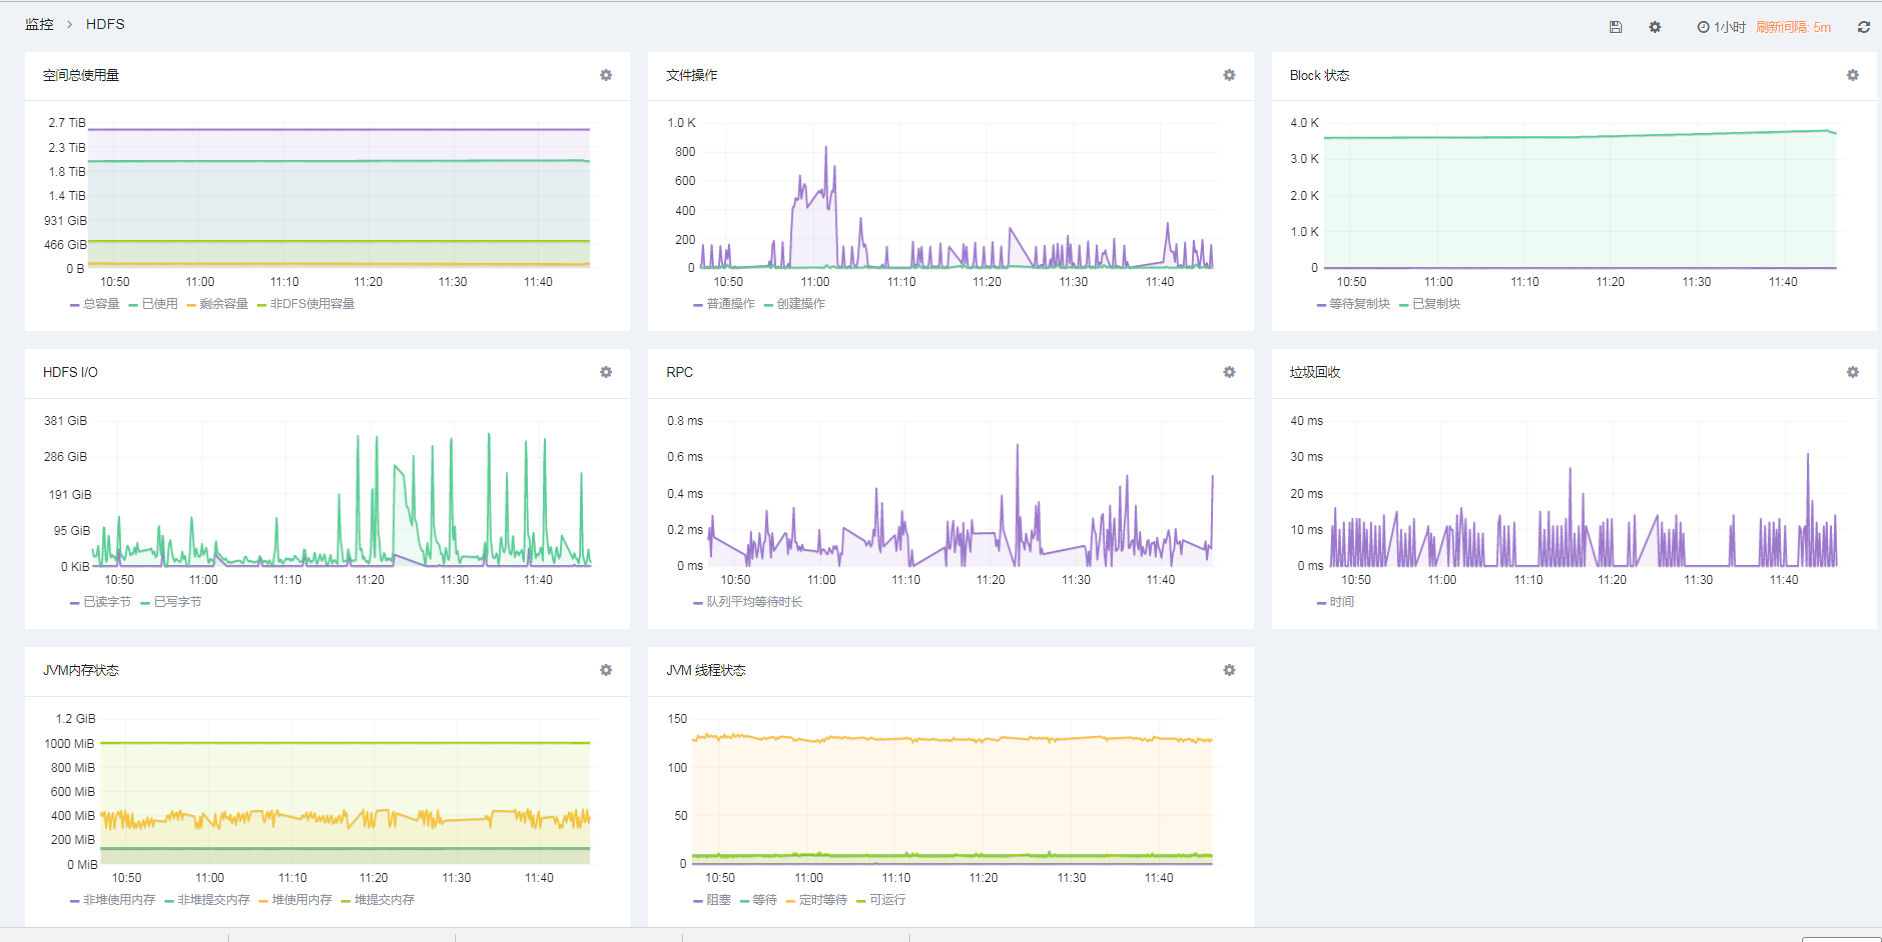 监控 > HDFS
1小时 刷新间隔: 5m
空间总使用量
2.7 TiB
2.3 TiB
1.8 TiB
1.4 TiB
931 GiB
466 GiB
0 B
10:50 11:00 11:10 11:20 11:30 11:40
总容量 已使用 剩余容量 非DFS使用容量
文件操作
1.0 K
800
600
400
200
0
10:50 11:00 11:10 11:20 11:30 11:40
普通操作 创建操作
Block 状态
4.0 K
3.0 K
2.0 K
1.0 K
0
10:50 11:00 11:10 11:20 11:30 11:40
等待复制块 已复制块
HDFS I/O
381 GiB
286 GiB
191 GiB
95 GiB
0 KiB
10:50 11:00 11:10 11:20 11:30 11:40
已读字节 已写字节
RPC
0.8 ms
0.6 ms
0.4 ms
0.2 ms
0 ms
10:50 11:00 11:10 11:20 11:30 11:40
队列平均等待时长
垃圾回收
40 ms
30 ms
20 ms
10 ms
0 ms
10:50 11:00 11:10 11:20 11:30 11:40
时间
JVM内存状态
1.2 GiB
1000 MiB
800 MiB
600 MiB
400 MiB
200 MiB
0 MiB
10:50 11:00 11:10 11:20 11:30 11:40
非堆使用内存 非堆提交内存 堆使用内存 堆提交内存
JVM 线程状态
150
100
50
0
10:50 11:00 11:10 11:20 11:30 11:40
阻塞 等待 定时等待 可运行